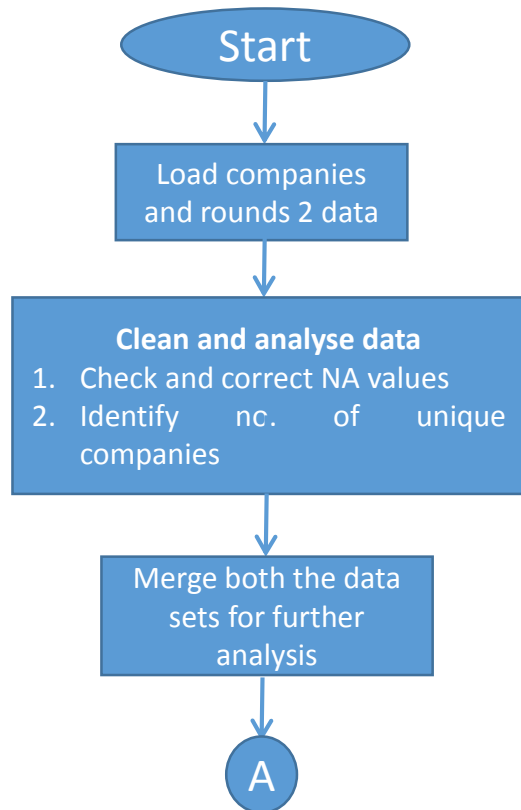 Start
Load companies
and rounds 2 data
Clean and analyse data
1. Check and correct NA values
2. Identify no. of unique
companies
Merge both the data
sets for further
analysis
A